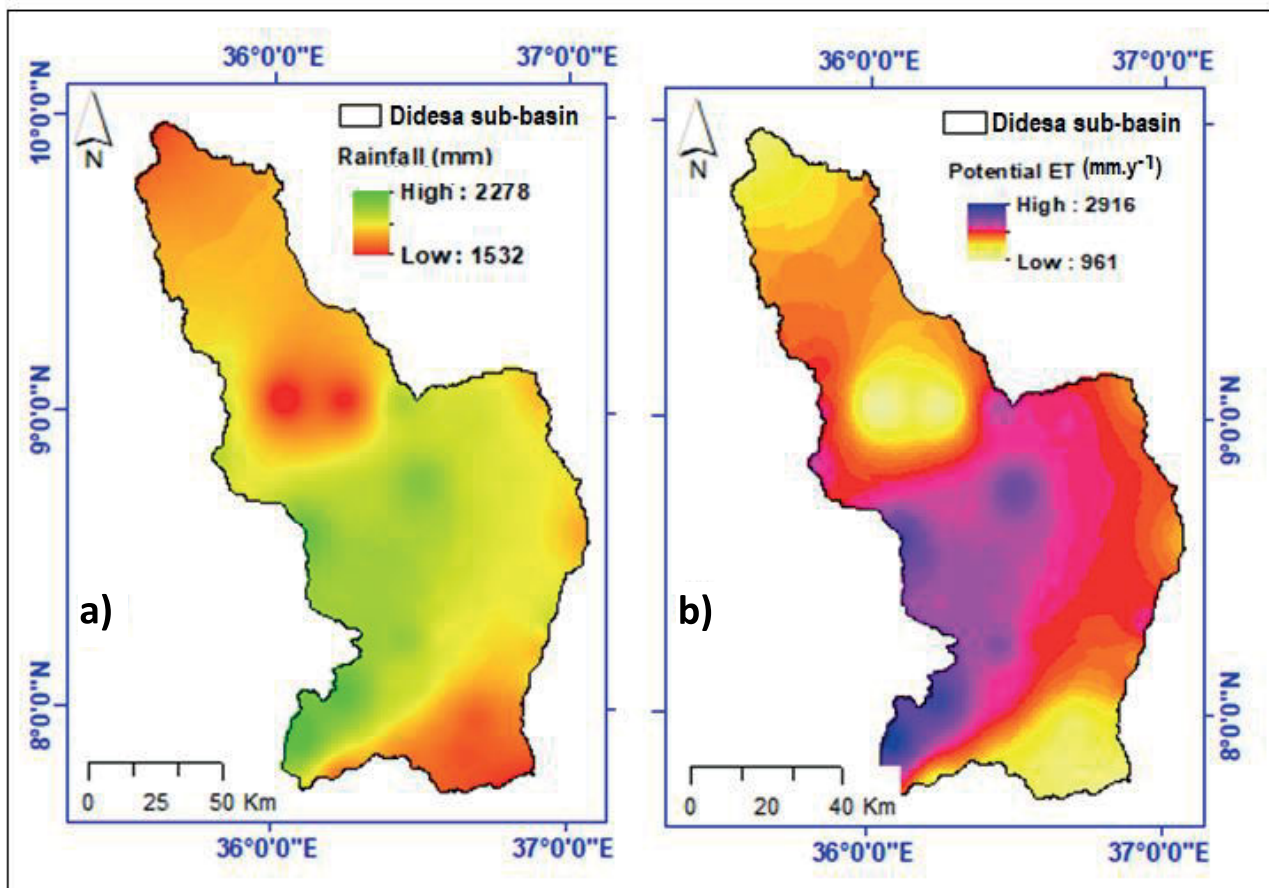 36°0'0"E 37°0'0"E
10°0'0"N
9°0'0"N
8°0'0"N
N
Didesa sub-basin
Rainfall (mm)
High : 2278
Low : 1532
a)
0 25 50 Km
36°0'0"E 37°0'0"E
36°0'0"E 37°0'0"E
N
Didesa sub-basin
Potential ET (mm.y-1)
High : 2916
Low : 961
b)
9°0'0"N
8°0'0"N
0 20 40 Km
36°0'0"E 37°0'0"E